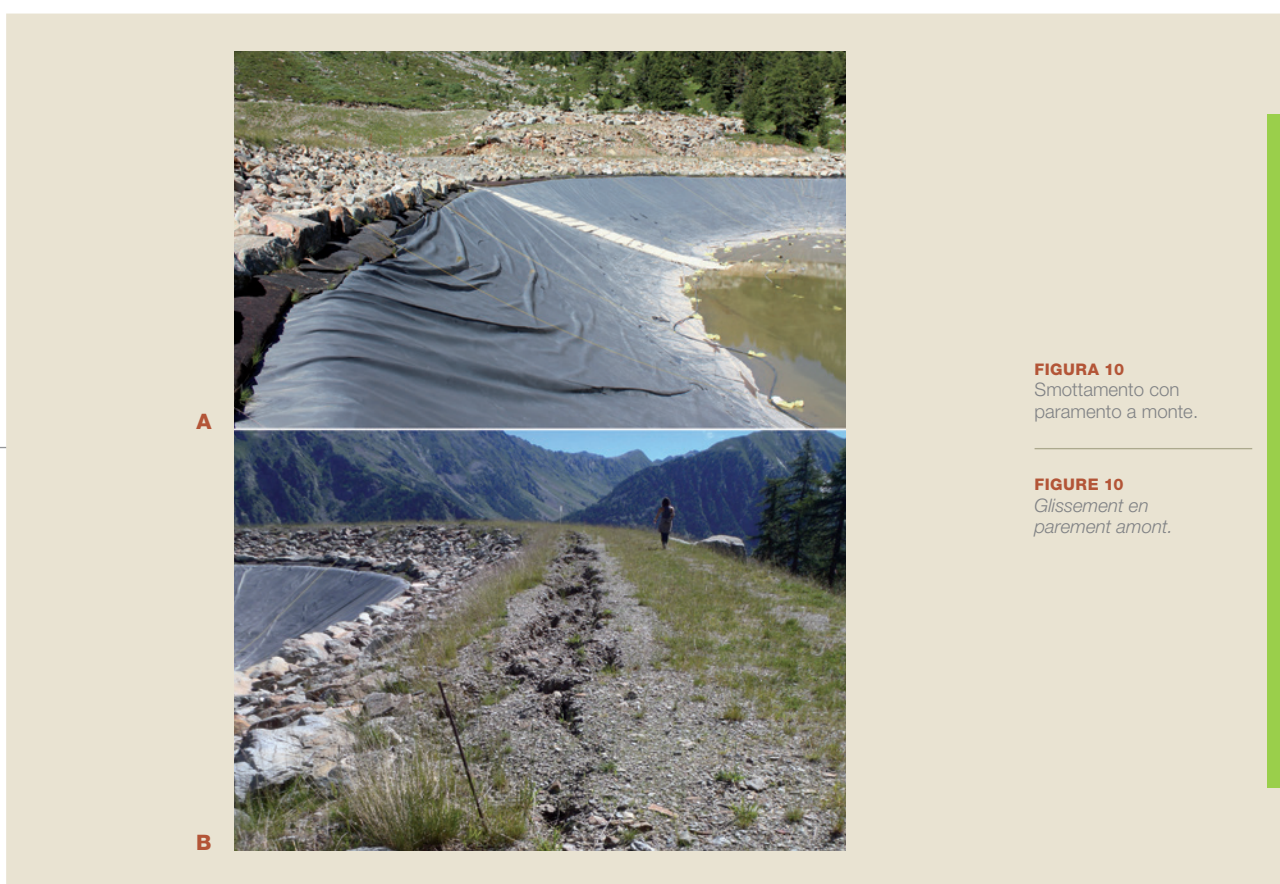 A
B
FIGURA 10
Smottamento con
paramento a monte.
FIGURE 10
Glissement en
parement amont.